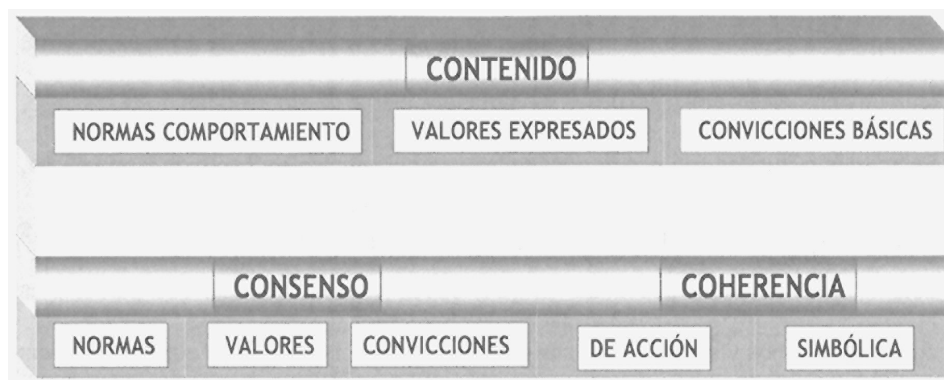 CONTENIDO
NORMAS COMPORTAMIENTO VALORES EXPRESADOS CONVICCIONES BÁSICAS
CONSENSO COHERENCIA
NORMAS VALORES CONVICCIONES DE ACCIÓN SIMBÓLICA